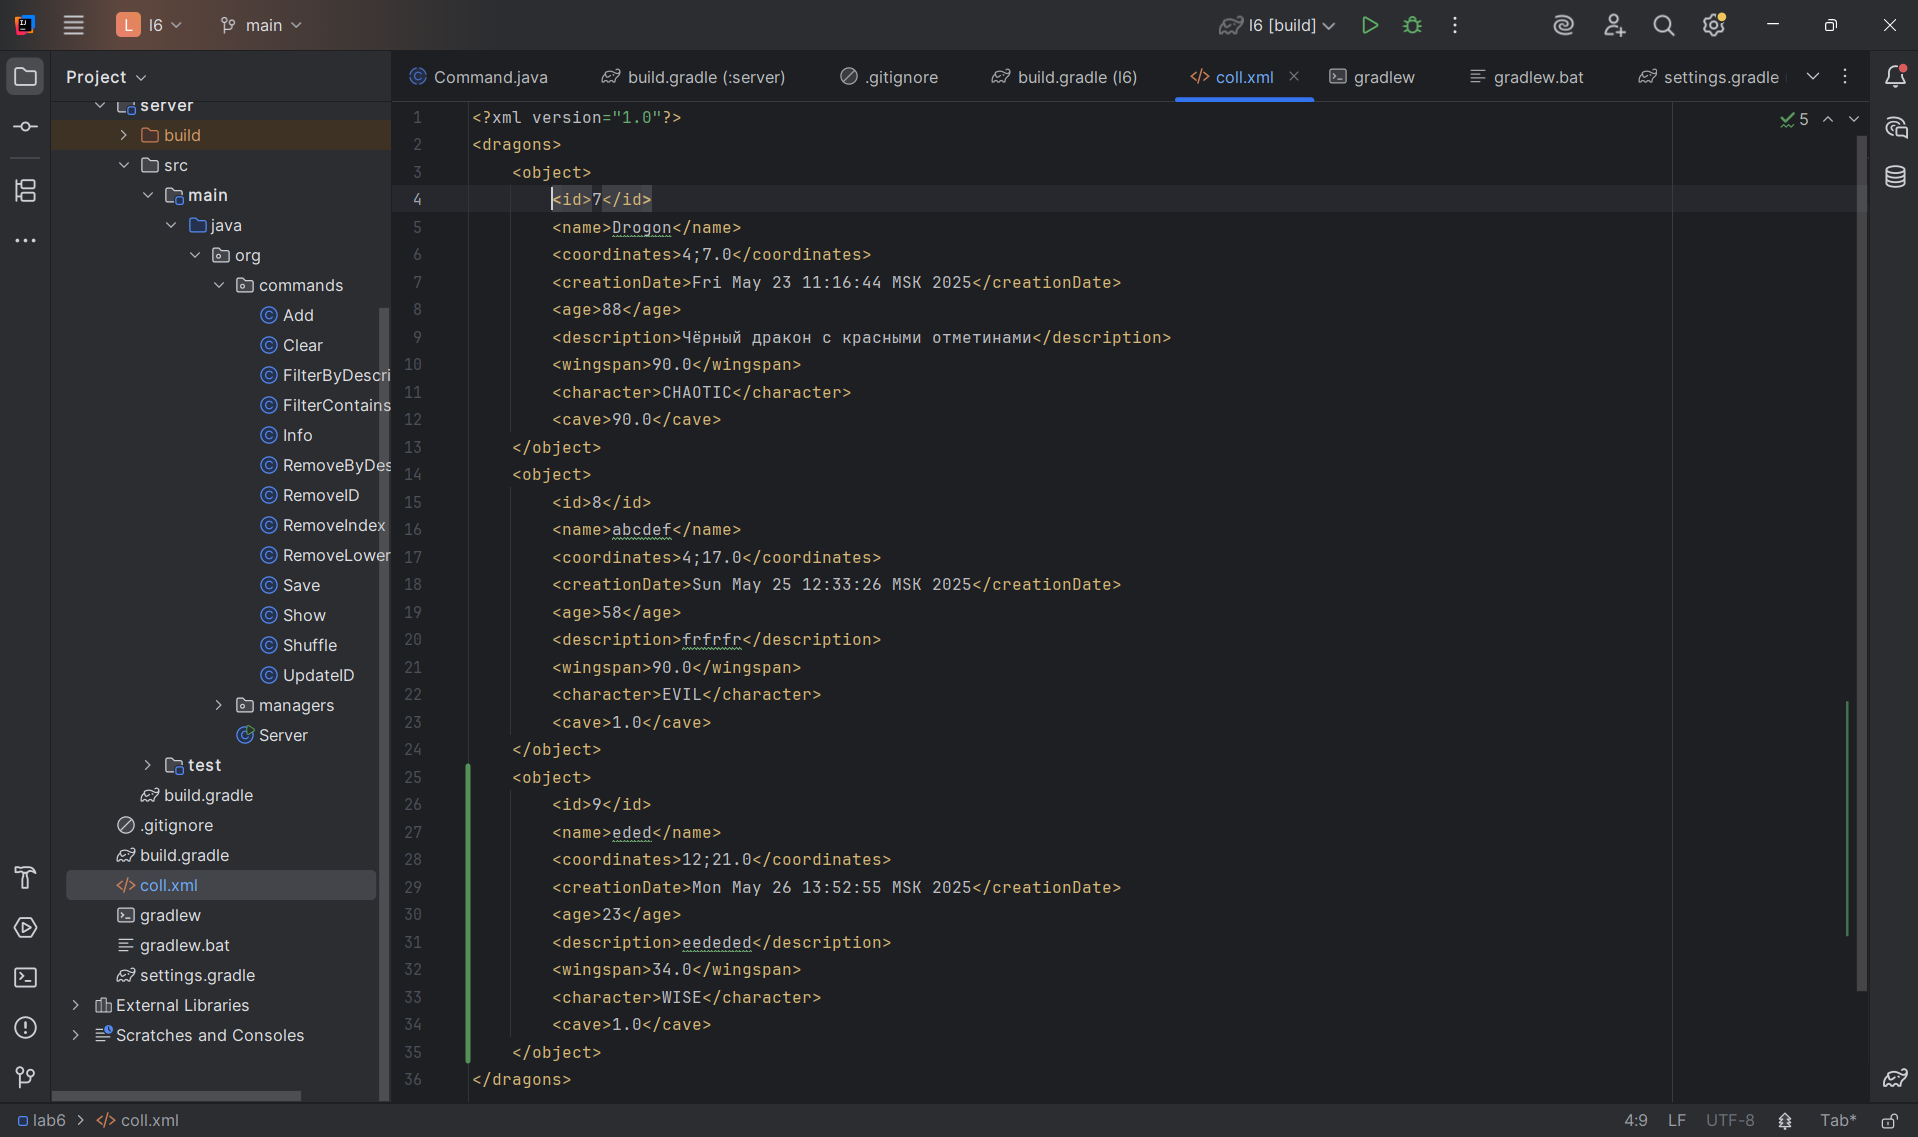 L l6 main l6 [build]
Project
Command.java build.gradle (:server) .gitignore build.gradle (l6) coll.xml gradlew gradlew.bat settings.gradle
server
build
src
main
java
org
commands
Add
Clear
FilterByDescri
FilterContains
Info
RemoveByDes
RemoveID
RemoveIndex
RemoveLower
Save
Show
Shuffle
UpdateID
managers
Server
test
build.gradle
.gitignore
build.gradle
coll.xml
gradlew
gradlew.bat
settings.gradle
External Libraries
Scratches and Consoles
5
1 <?xml version="1.0"?>
2 <dragons>
3 <object>
4 <id>7</id>
5 <name>Drogon</name>
6 <coordinates>4;7.0</coordinates>
7 <creationDate>Fri May 23 11:16:44 MSK 2025</creationDate>
8 <age>88</age>
9 <description>Чёрный дракон с красными отметинами</description>
10 <wingspan>90.0</wingspan>
11 <character>CHAOTIC</character>
12 <cave>90.0</cave>
13 </object>
14 <object>
15 <id>8</id>
16 <name>abcdef</name>
17 <coordinates>4;17.0</coordinates>
18 <creationDate>Sun May 25 12:33:26 MSK 2025</creationDate>
19 <age>58</age>
20 <description>frfrfr</description>
21 <wingspan>90.0</wingspan>
22 <character>EVIL</character>
23 <cave>1.0</cave>
24 </object>
25 <object>
26 <id>9</id>
27 <name>eded</name>
28 <coordinates>12;21.0</coordinates>
29 <creationDate>Mon May 26 13:52:55 MSK 2025</creationDate>
30 <age>23</age>
31 <description>eededed</description>
32 <wingspan>34.0</wingspan>
33 <character>WISE</character>
34 <cave>1.0</cave>
35 </object>
36 </dragons>
lab6 coll.xml 4:9 LF UTF-8 Tab*